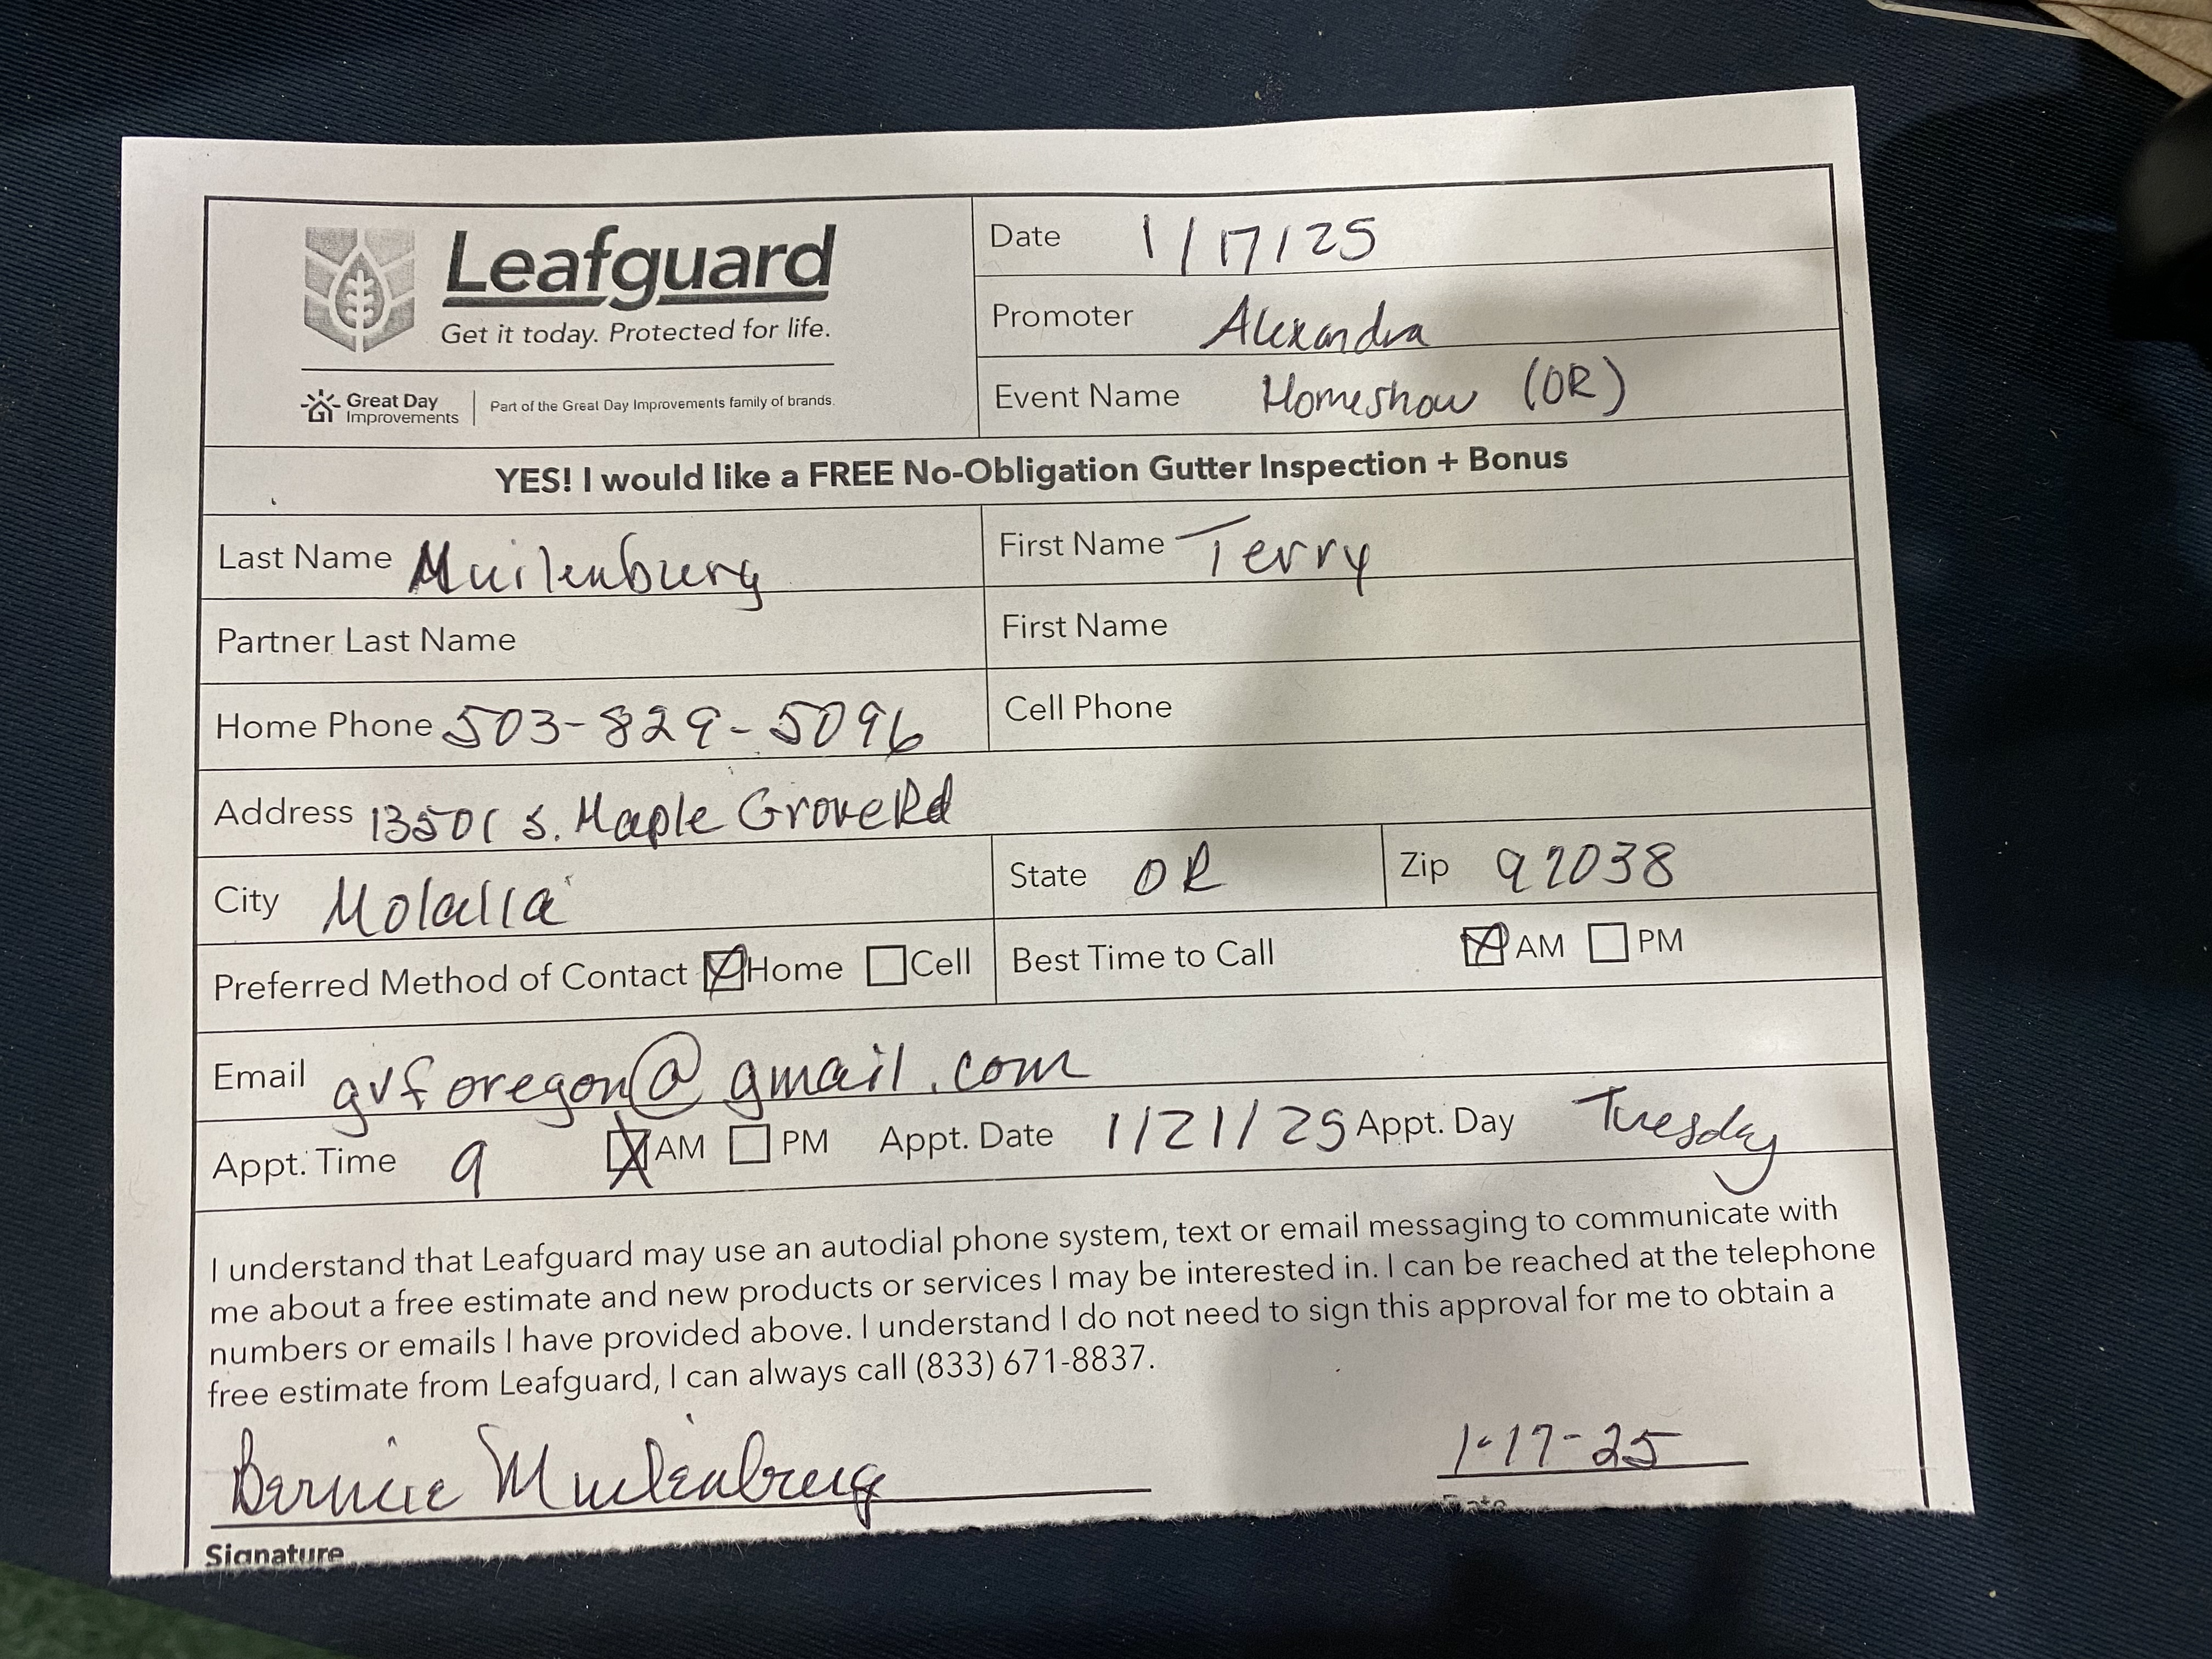 Leafguard
Get it today. Protected for life.
Great Day Improvements | Part of the Great Day Improvements family of brands.
Date 1/17/25
Promoter Alexandra
Event Name Homeshow (OR)
YES! I would like a FREE No-Obligation Gutter Inspection + Bonus
Last Name Muilenburg First Name Terry
Partner Last Name First Name
Home Phone 503-829-5096 Cell Phone
Address 13501 S. Maple Grove Rd
City Molalla State OR Zip 97038
Preferred Method of Contact Home Cell Best Time to Call AM PM
Email gvforegon@gmail.com
Appt. Time 9 AM PM Appt. Date 1/21/25 Appt. Day Tuesday
I understand that Leafguard may use an autodial phone system, text or email messaging to communicate with
me about a free estimate and new products or services I may be interested in. I can be reached at the telephone
numbers or emails I have provided above. I understand I do not need to sign this approval for me to obtain a
free estimate from Leafguard, I can always call (833) 671-8837.
Muilenburg 1-17-25
Signature Date